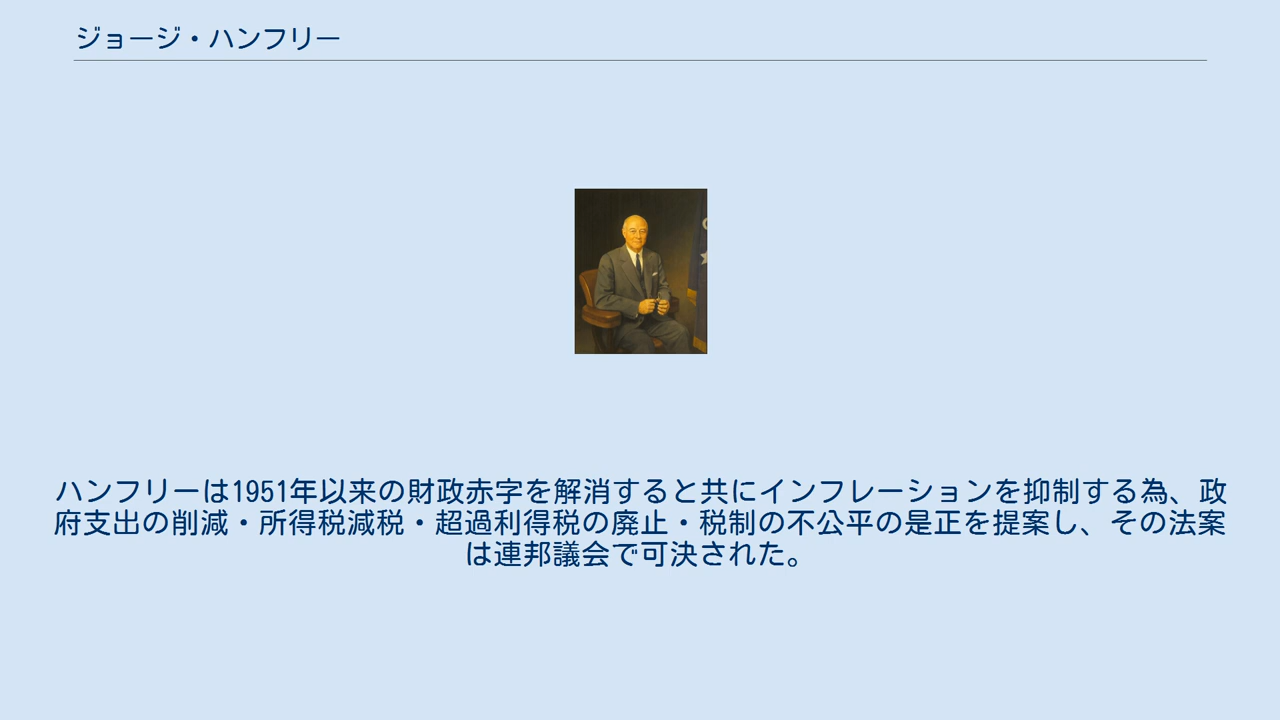 ジョージ・ハンフリー
ハンフリーは1951年以来の財政赤字を解消すると共にインフレーションを抑制する為、政
府支出の削減・所得税減税・超過利得税の廃止・税制の不公平の是正を提案し、その法案
は連邦議会で可決された。